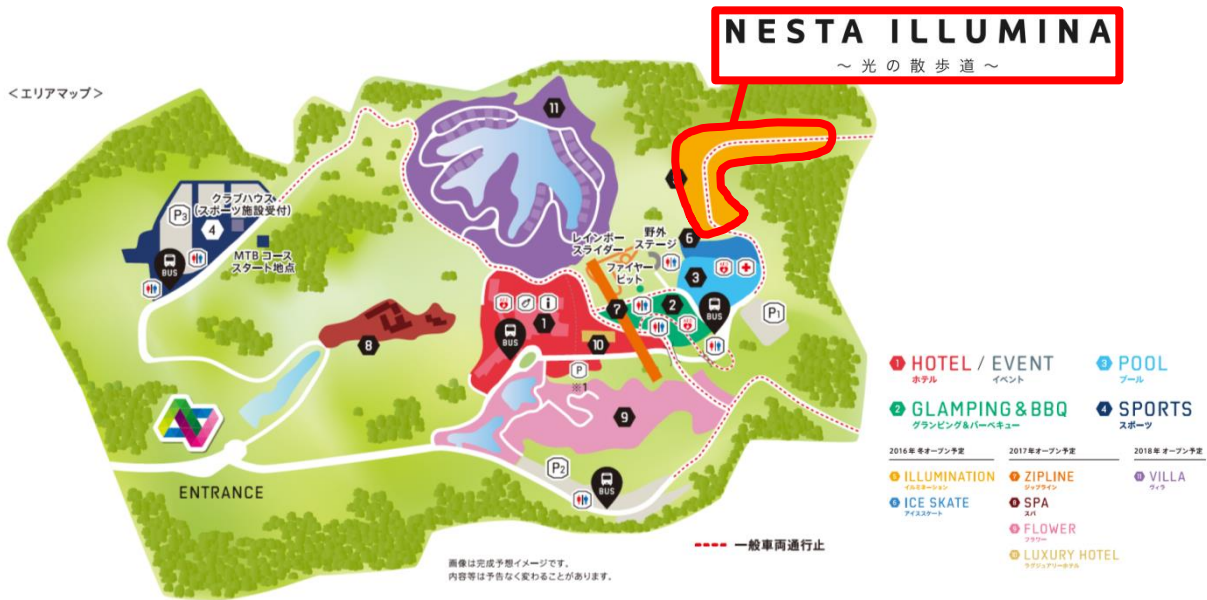 NESTA ILLUMINA
～光の散歩道～
＜エリアマップ＞
11
クラブハウス
(スポーツ施設受付)
P3
4
BUS
MTB コース
スタート地点
レインボー
スライダー
野外
ステージ
ファイヤー
ピット
6
3
7
2
BUS
P1
1
BUS
10
8
P
※1
9
P2
BUS
ENTRANCE
一般車両通行止
画像は完成予想イメージです。
内容等は予告なく変わることがあります。
1 HOTEL / EVENT
ホテル イベント
3 POOL
プール
2 GLAMPING & BBQ
グランピング&バーベキュー
4 SPORTS
スポーツ
2016年 冬オープン予定
5 ILLUMINATION
イルミネーション
6 ICE SKATE
アイススケート
2017年オープン予定
7 ZIPLINE
ジップライン
8 SPA
スパ
9 FLOWER
フラワー
10 LUXURY HOTEL
ラグジュアリーホテル
2018年 オープン予定
11 VILLA
ヴィラ